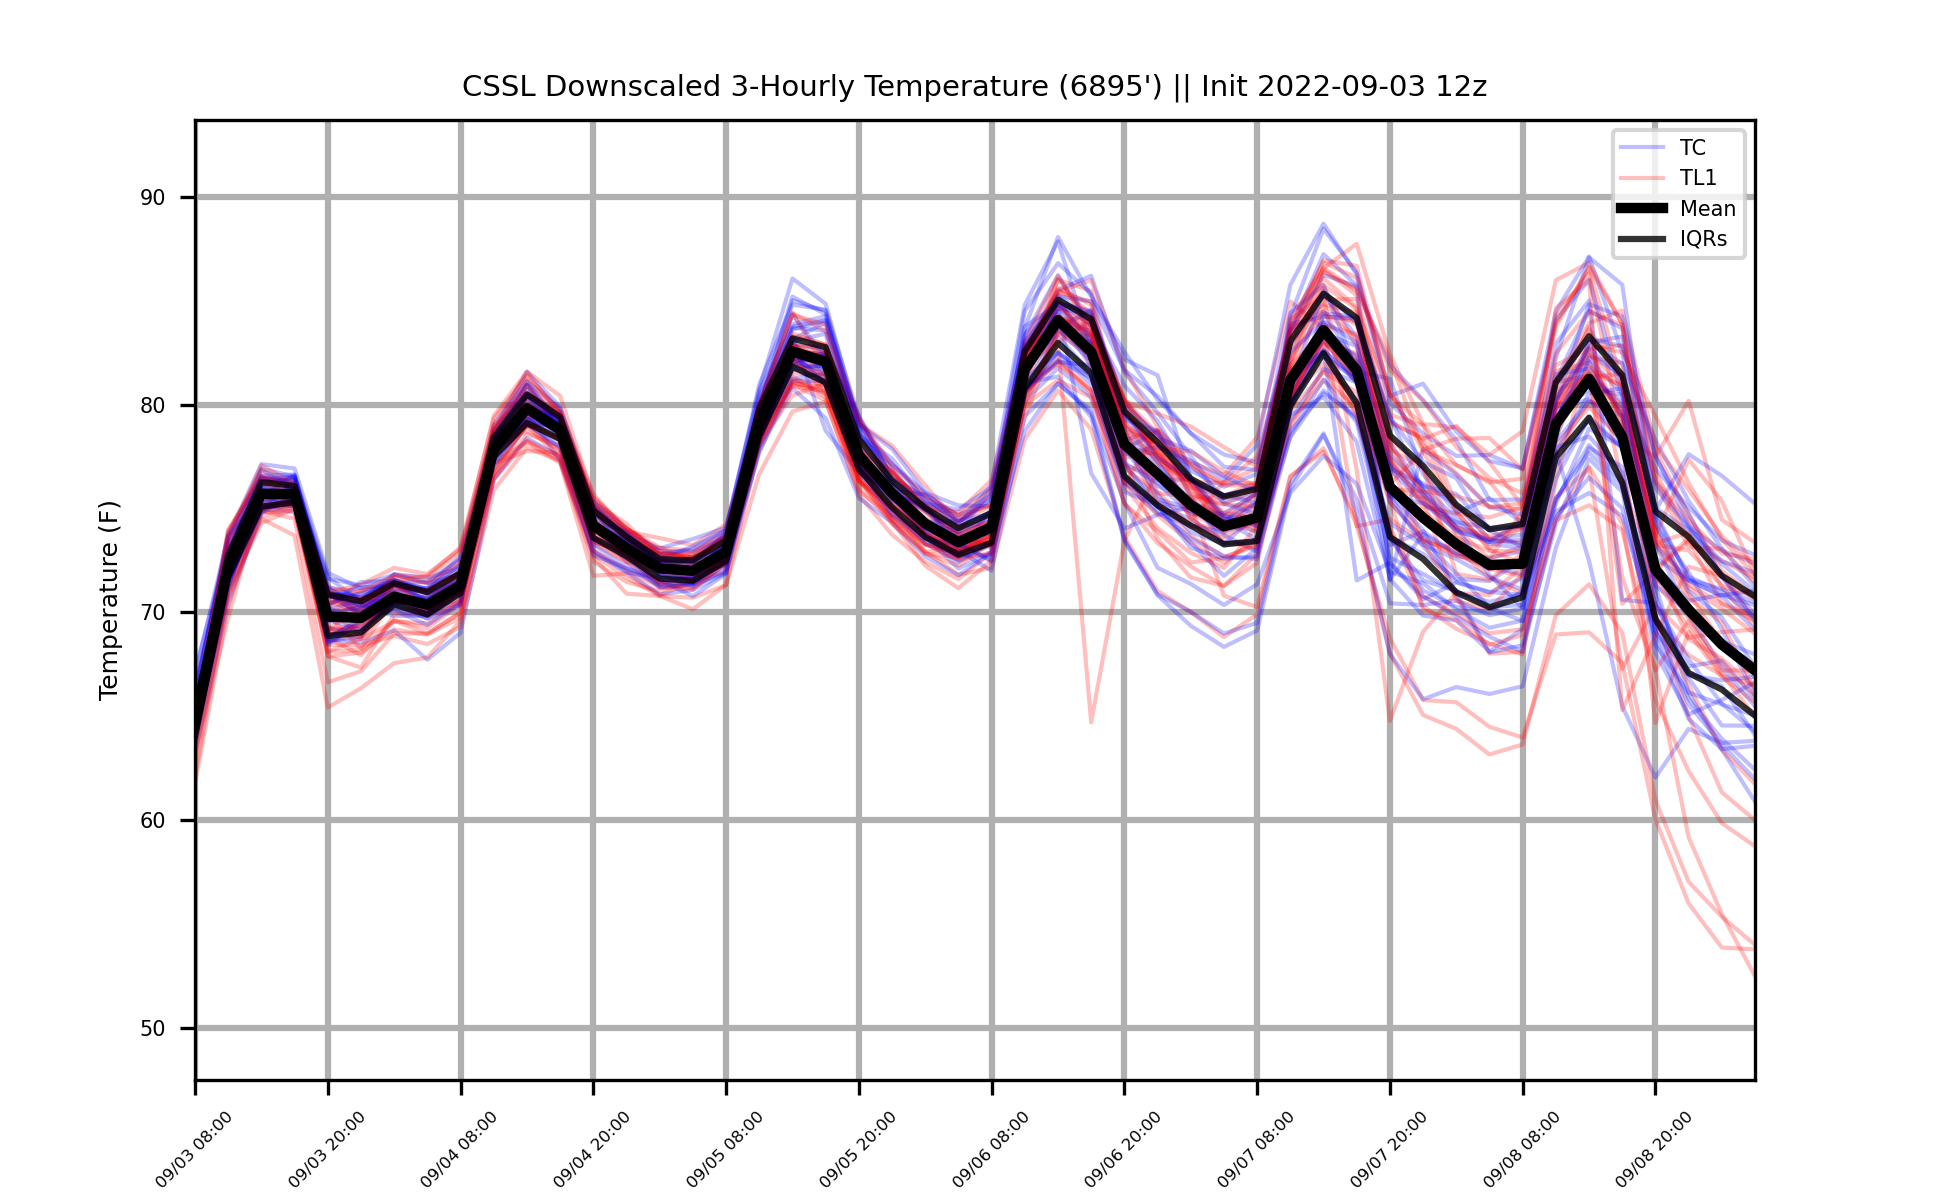 CSSL Downscaled 3-Hourly Temperature (6895') || Init 2022-09-03 12z
TC
TL1
Mean
IQRs
Temperature (F)
90
80
70
60
50
09/03 08:00
09/03 20:00
09/04 08:00
09/04 20:00
09/05 08:00
09/05 20:00
09/06 08:00
09/06 20:00
09/07 08:00
09/07 20:00
09/08 08:00
09/08 20:00